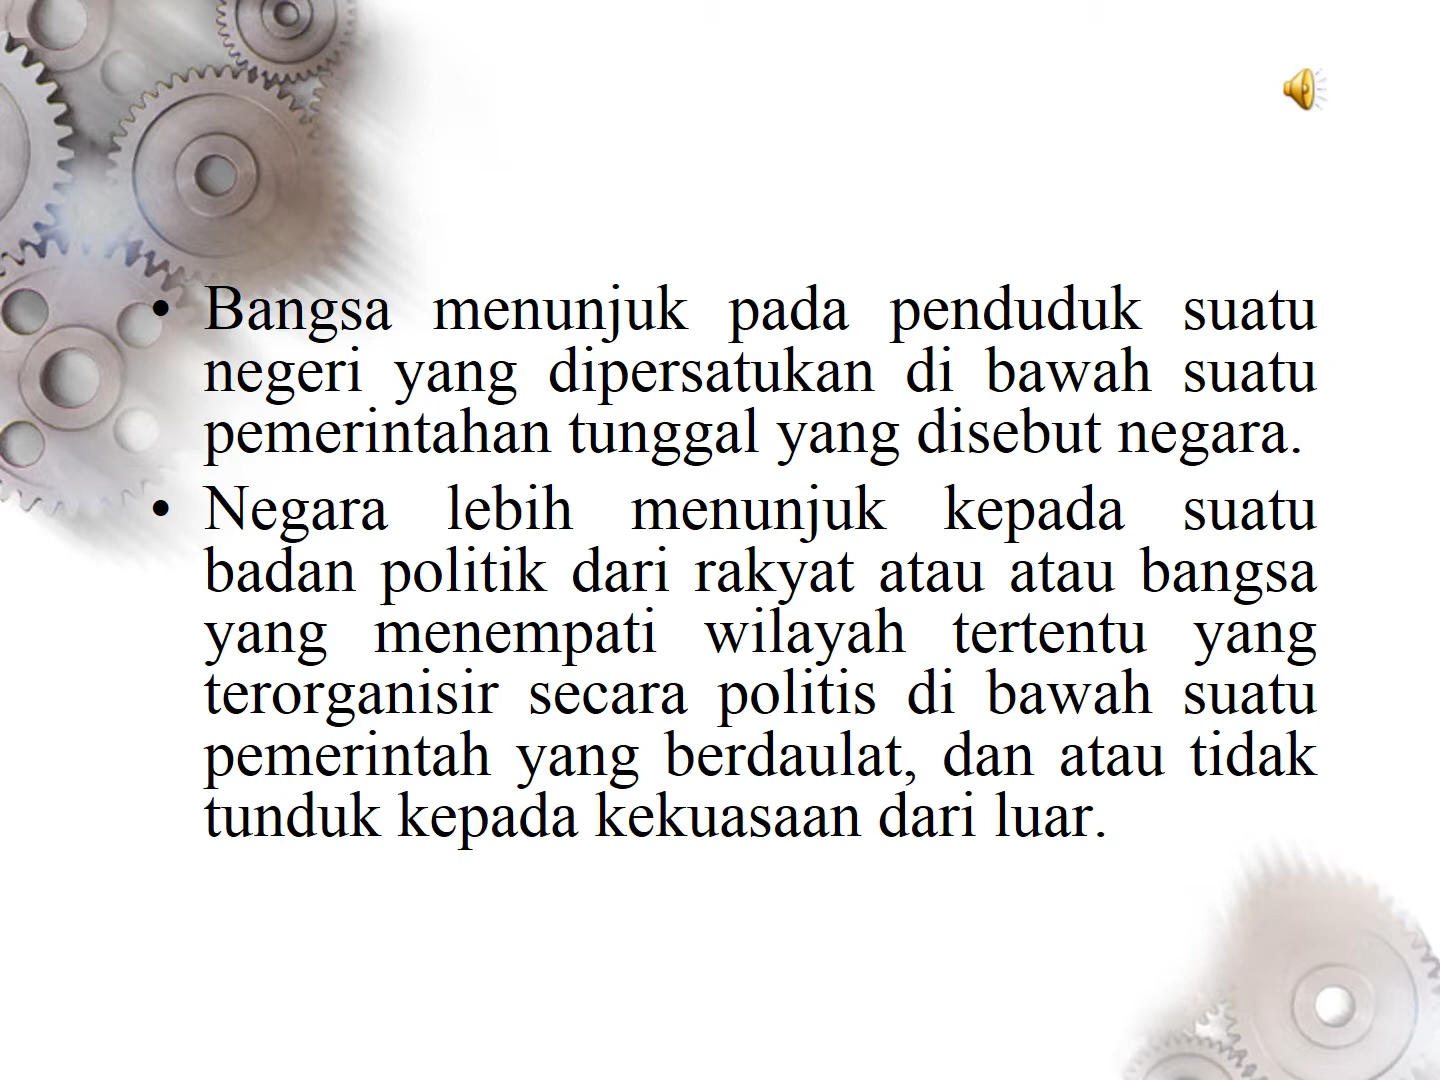 • Bangsa menunjuk pada penduduk suatu
negeri yang dipersatukan di bawah suatu
pemerintahan tunggal yang disebut negara.
• Negara lebih menunjuk kepada suatu
badan politik dari rakyat atau atau bangsa
yang menempati wilayah tertentu yang
terorganisir secara politis di bawah suatu
pemerintah yang berdaulat, dan atau tidak
tunduk kepada kekuasaan dari luar.